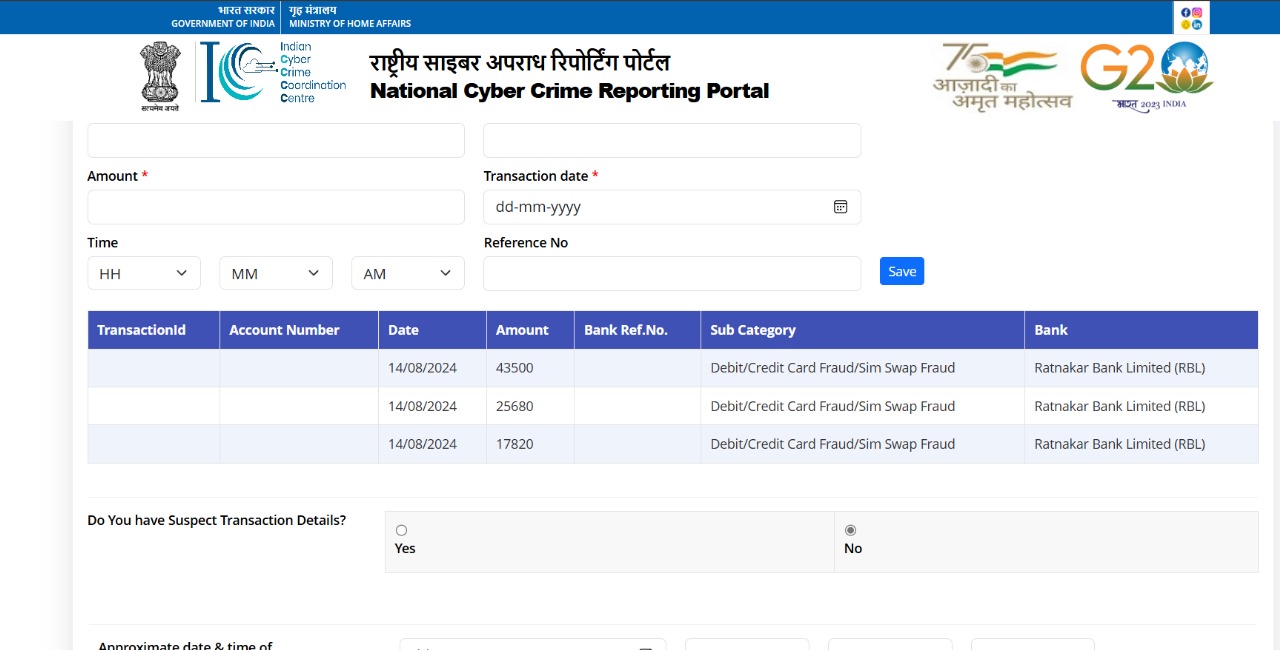 भारत सरकार
GOVERNMENT OF INDIA
गृह मंत्रालय
MINISTRY OF HOME AFFAIRS
सत्यमेव जयते
Indian
Cyber
Crime
Coordination
Centre
राष्ट्रीय साइबर अपराध रिपोर्टिंग पोर्टल
National Cyber Crime Reporting Portal
75
आज़ादी का
अमृत महोत्सव
G20
भारत 2023 INDIA
Amount *
Transaction date *
dd-mm-yyyy
Time
Reference No
HH MM AM
Save
TransactionId Account Number Date Amount Bank Ref.No. Sub Category Bank
14/08/2024 43500 Debit/Credit Card Fraud/Sim Swap Fraud Ratnakar Bank Limited (RBL)
14/08/2024 25680 Debit/Credit Card Fraud/Sim Swap Fraud Ratnakar Bank Limited (RBL)
14/08/2024 17820 Debit/Credit Card Fraud/Sim Swap Fraud Ratnakar Bank Limited (RBL)
Do You have Suspect Transaction Details?
Yes
No
Approximate date & time of